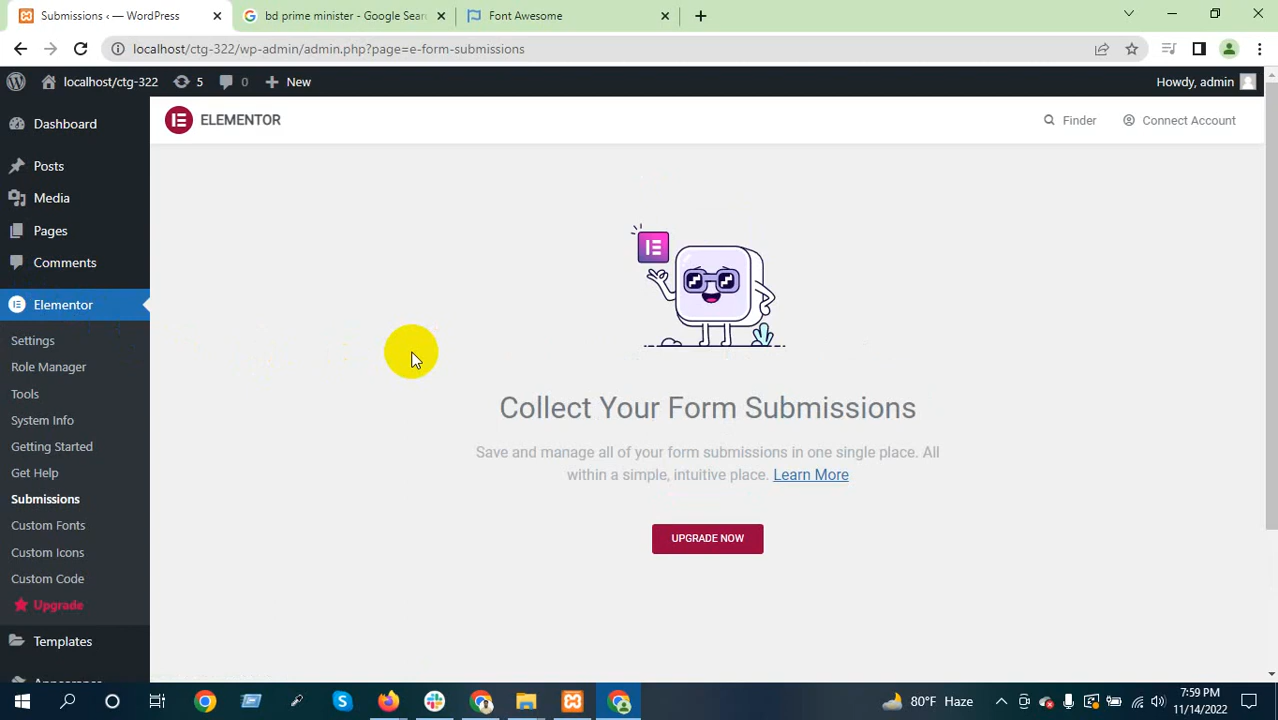 Submissions ‹ — WordPress
bd prime minister - Google Sear
Font Awesome
localhost/ctg-322/wp-admin/admin.php?page=e-form-submissions
localhost/ctg-322
5
0
New
Howdy, admin
Dashboard
Posts
Media
Pages
Comments
Elementor
Settings
Role Manager
Tools
System Info
Getting Started
Get Help
Submissions
Custom Fonts
Custom Icons
Custom Code
Upgrade
Templates
Appearance
ELEMENTOR
Finder
Connect Account
Collect Your Form Submissions
Save and manage all of your form submissions in one single place. All
within a simple, intuitive place. Learn More
UPGRADE NOW
80°F Haze
7:59 PM
11/14/2022